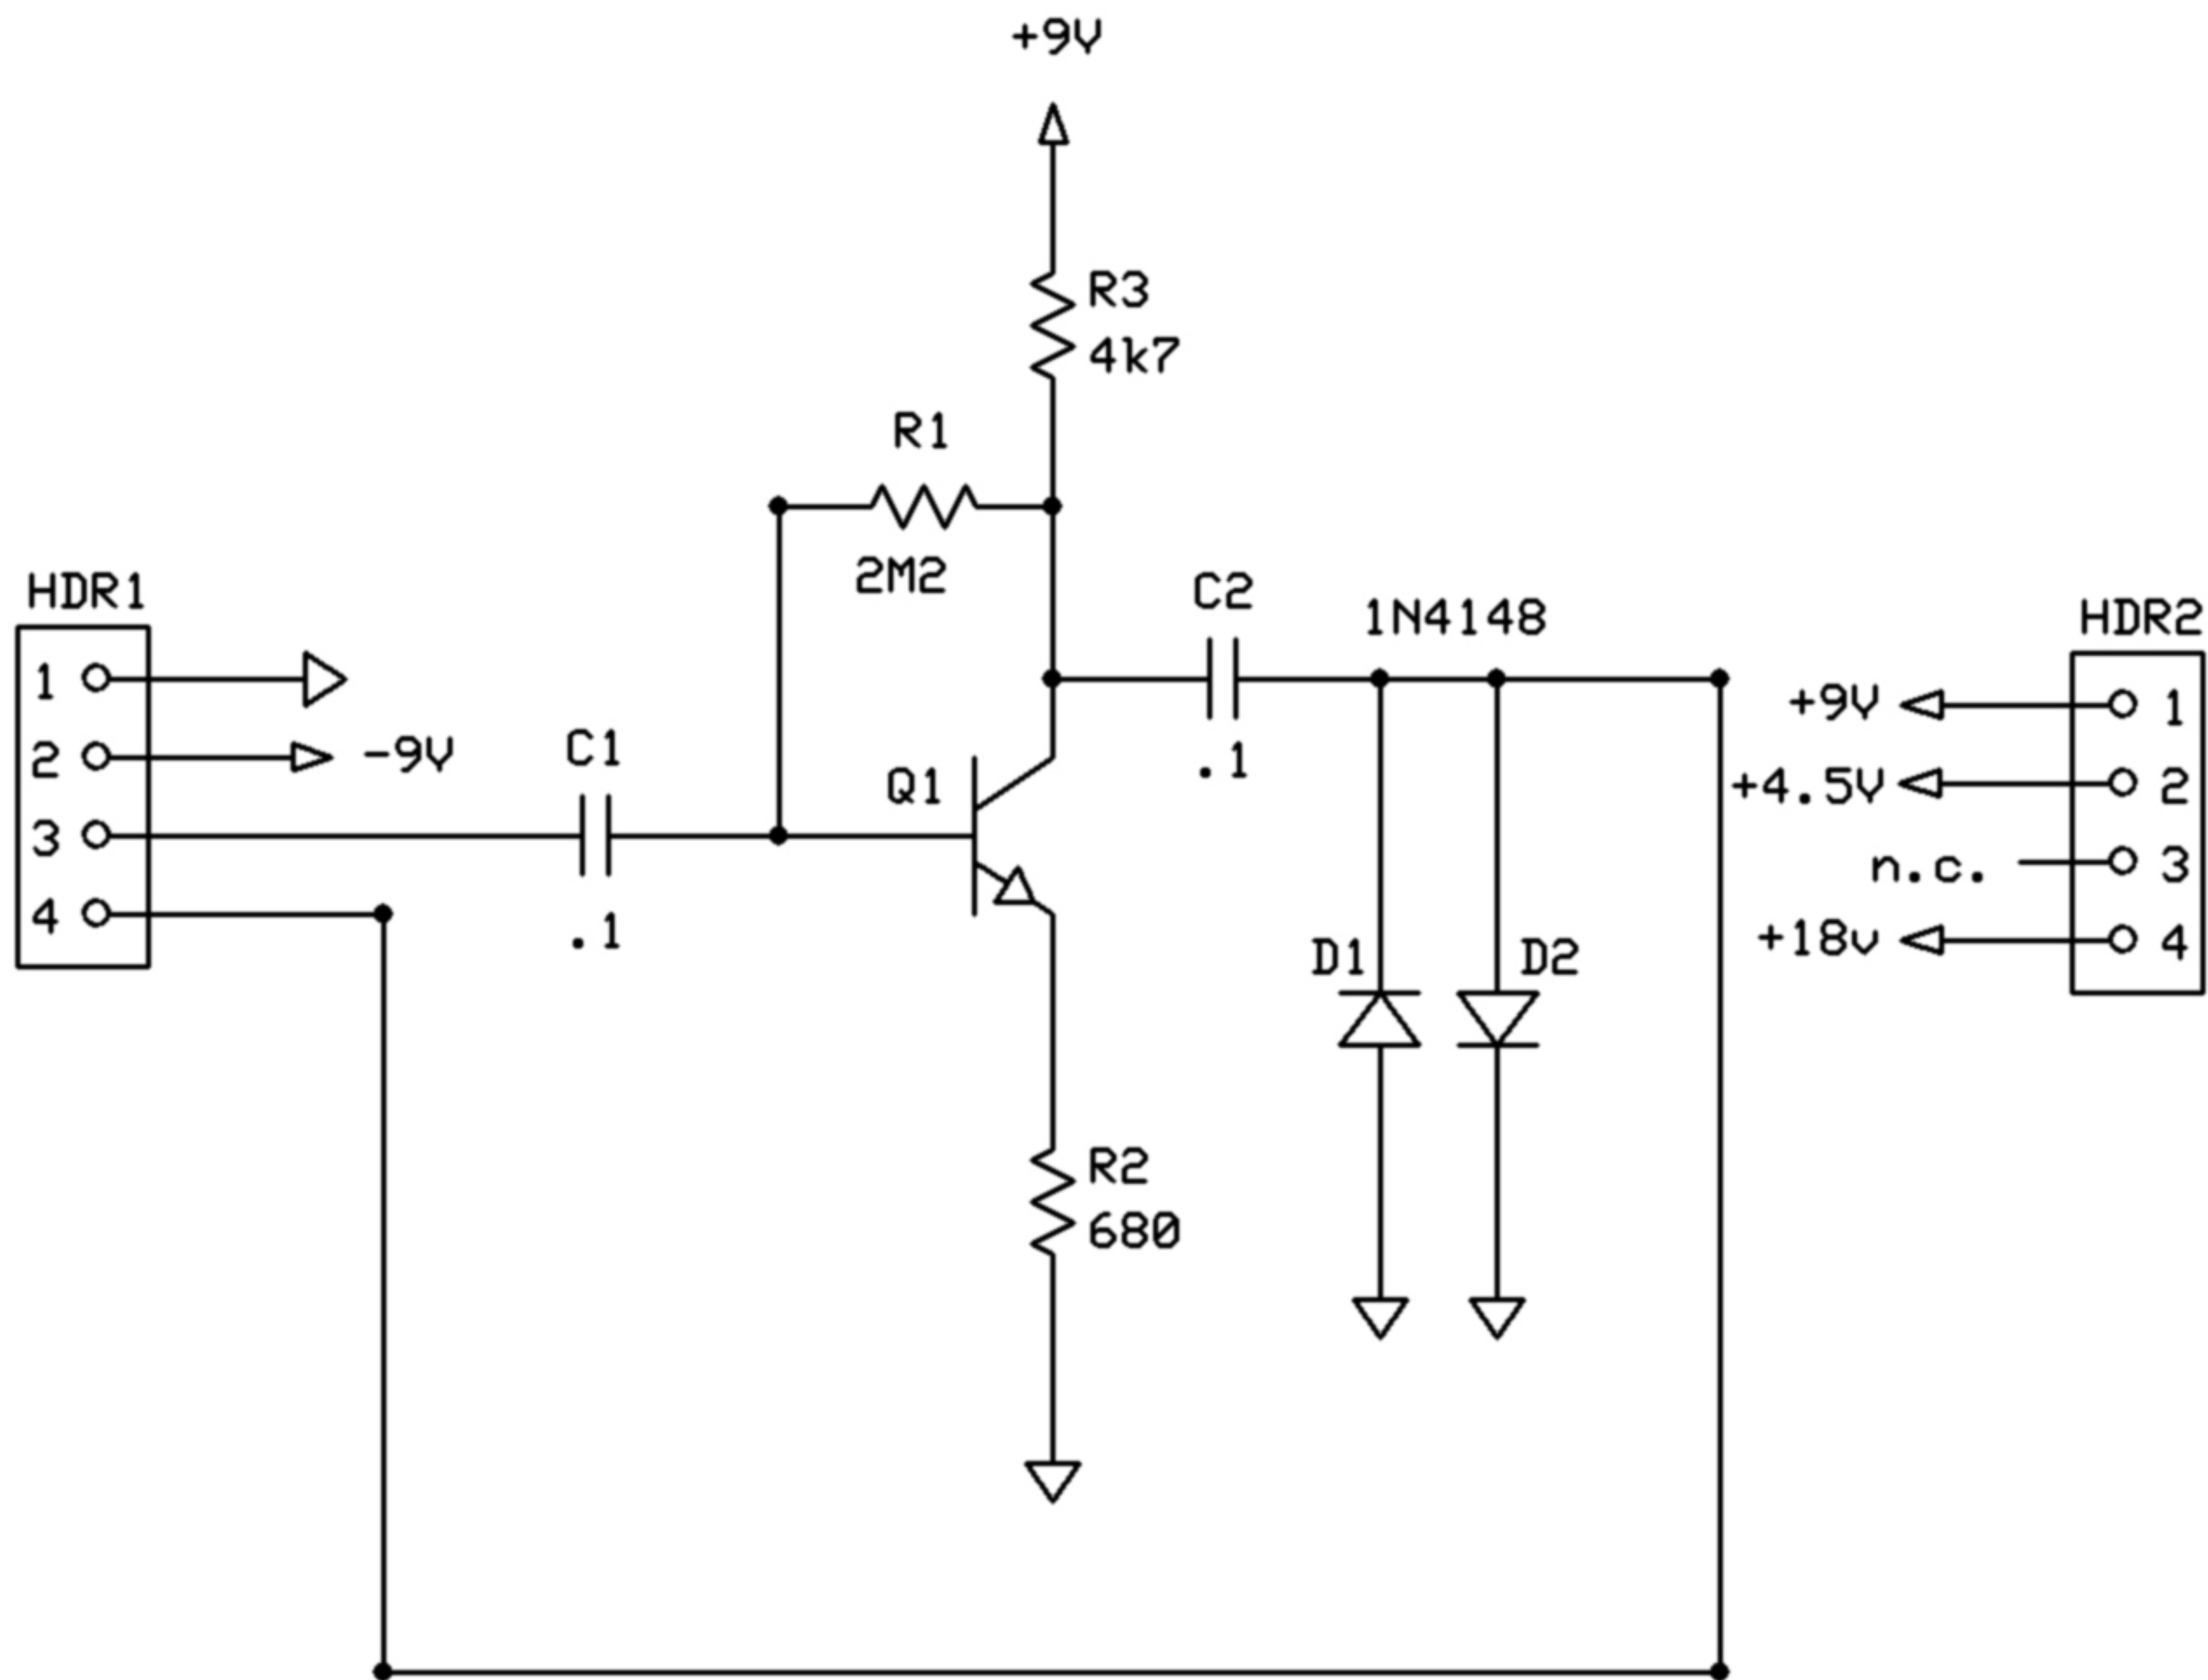 +9V
R3
4k7
R1
2M2
HDR1
C2
1N4148
HDR2
1
+9V
1
2
-9V
C1
.1
Q1
+4.5V
2
3
n.c.
3
4
.1
D1
D2
+18v
4
R2
680